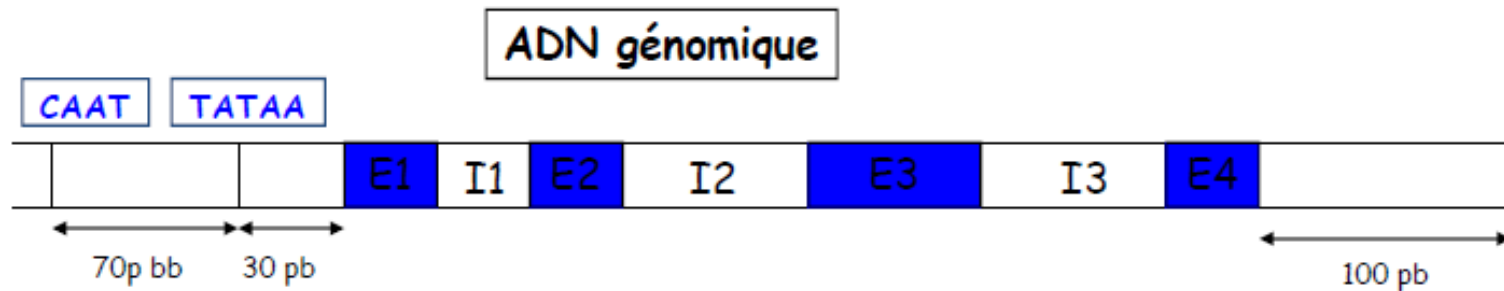 ADN génomique
CAAT TATAA
E1 I1 E2 I2 E3 I3 E4
70p bb 30 pb 100 pb